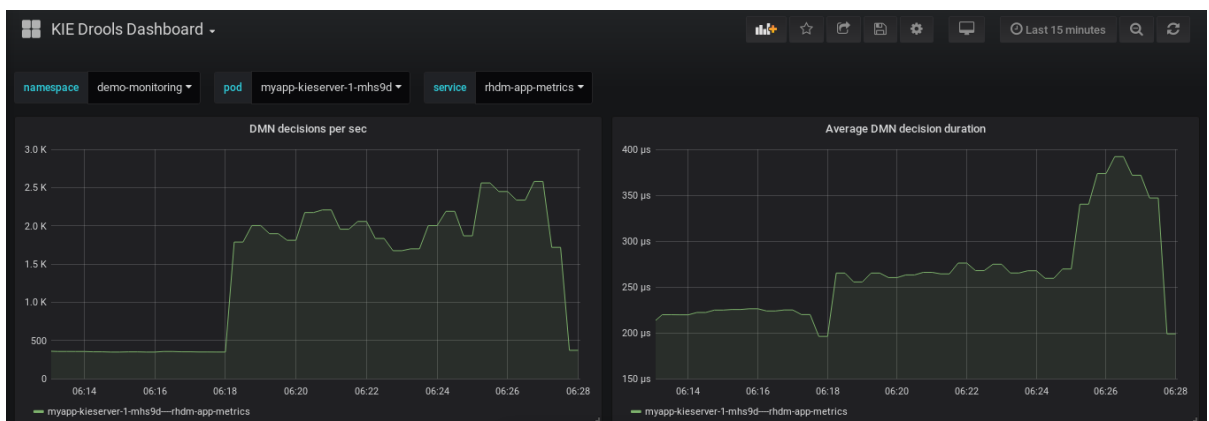 KIE Drools Dashboard
Last 15 minutes
namespace demo-monitoring pod myapp-kieserver-1-mhs9d service rhdm-app-metrics
DMN decisions per sec
3.0 K
2.5 K
2.0 K
1.5 K
1.0 K
500
0
06:14 06:16 06:18 06:20 06:22 06:24 06:26 06:28
myapp-kieserver-1-mhs9d—rhdm-app-metrics
Average DMN decision duration
400 µs
350 µs
300 µs
250 µs
200 µs
150 µs
06:14 06:16 06:18 06:20 06:22 06:24 06:26 06:28
myapp-kieserver-1-mhs9d—rhdm-app-metrics